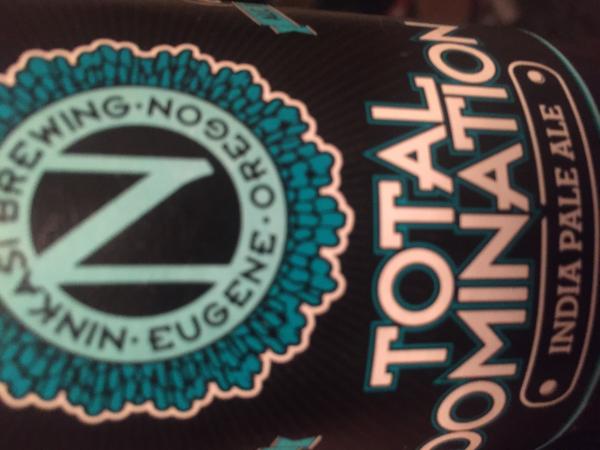 NINKASI BREWING · EUGENE · OREGON ·
N
TOTAL
DOMINATION
INDIA PALE ALE